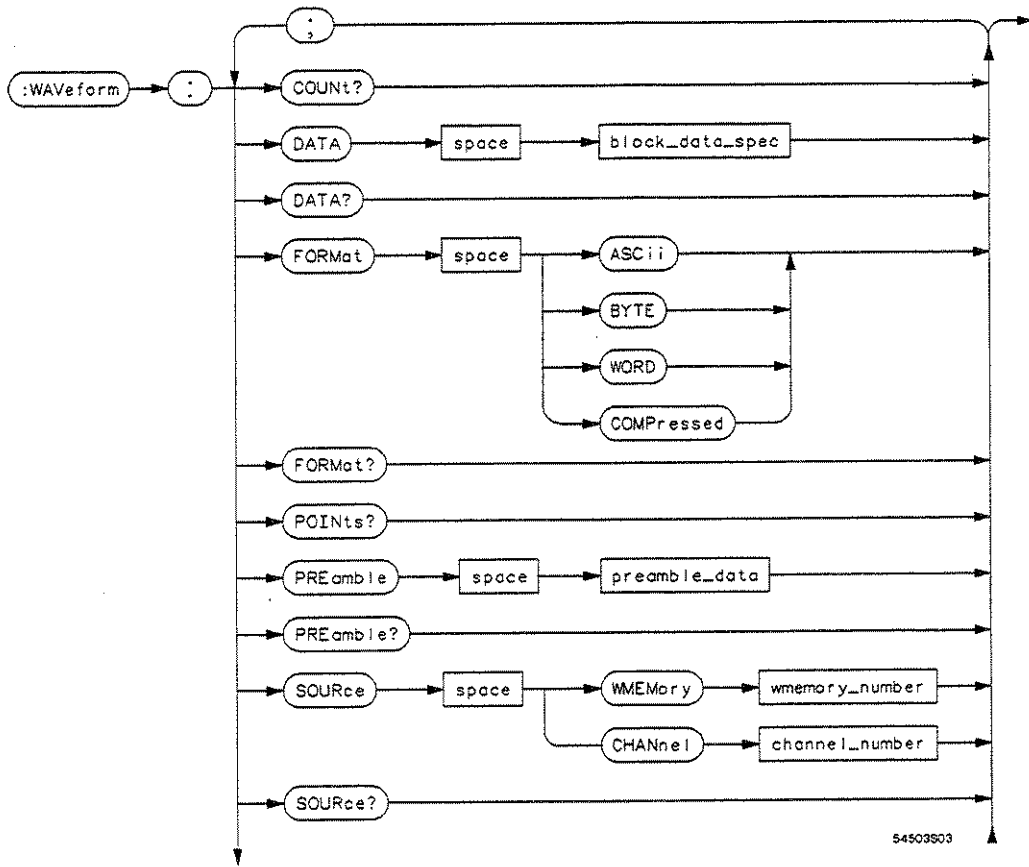 ;
:WAVeform : COUNt?
DATA space block_data_spec
DATA?
FORMat space ASCii
BYTE
WORD
COMPressed
FORMat?
POINts?
PREamble space preamble_data
PREamble?
SOURce space WMEMory wmemory_number
CHANnel channel_number
SOURce?
54503S03